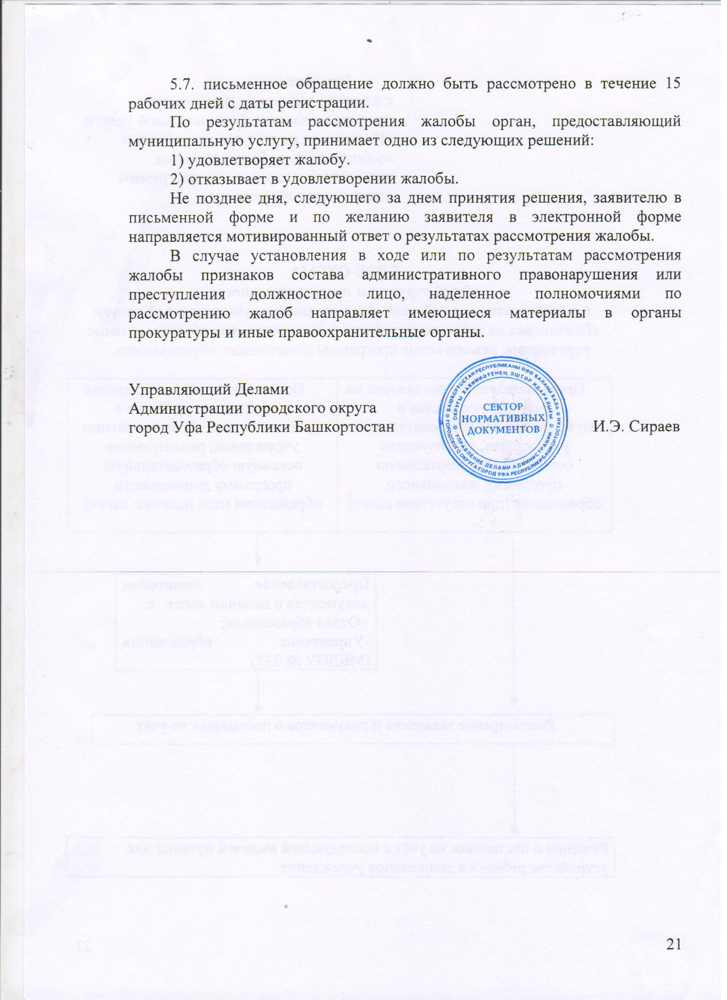 5.7. письменное обращение должно быть рассмотрено в течение 15
рабочих дней с даты регистрации.
По результатам рассмотрения жалобы орган, предоставляющий
муниципальную услугу, принимает одно из следующих решений:
1) удовлетворяет жалобу.
2) отказывает в удовлетворении жалобы.
Не позднее дня, следующего за днем принятия решения, заявителю в
письменной форме и по желанию заявителя в электронной форме
направляется мотивированный ответ о результатах рассмотрения жалобы.
В случае установления в ходе или по результатам рассмотрения
жалобы признаков состава административного правонарушения или
преступления должностное лицо, наделенное полномочиями по
рассмотрению жалоб направляет имеющиеся материалы в органы
прокуратуры и иные правоохранительные органы.
Управляющий Делами
Администрации городского округа
город Уфа Республики Башкортостан
И.Э. Сираев
БАШКОРТОСТАН РЕСПУБЛИКАҺЫ ӨФӨ ҠАЛАҺЫ ҠАЛА
ОКРУГЫ ХАКИМИӘТЕНЕҢ ЭШТӘР ИДАРАЛЫҒЫ
СЕКТОР
НОРМАТИВНЫХ
ДОКУМЕНТОВ
УПРАВЛЕНИЕ ДЕЛАМИ АДМИНИСТРАЦИИ
ГОРОДСКОГО ОКРУГА ГОРОД УФА РЕСПУБЛИКИ БАШКОРТОСТАН
21